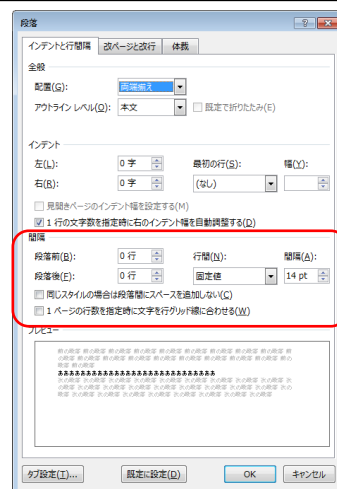 段落
インデントと行間隔 改ページと改行 体裁
全般
配置(G): 両端揃え
アウトライン レベル(O): 本文 既定で折りたたみ(E)
インデント
左(L): 0 字 最初の行(S): 幅(Y):
右(R): 0 字 (なし)
見開きページのインデント幅を設定する(M)
1 行の文字数を指定時に右のインデント幅を自動調整する(D)
間隔
段落前(B): 0 行 行間(N): 間隔(A):
段落後(F): 0 行 固定値 14 pt
同じスタイルの場合は段落間にスペースを追加しない(C)
1 ページの行数を指定時に文字を行グリッド線に合わせる(W)
プレビュー
タブ設定(T)... 既定に設定(D) OK キャンセル